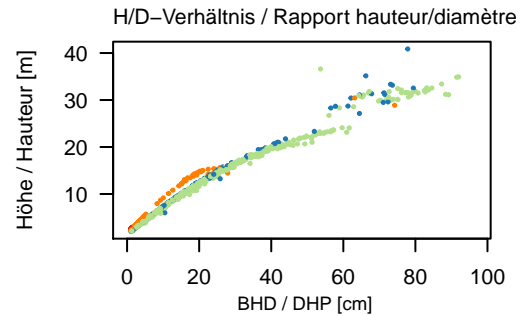 H/D−Verhältnis / Rapport hauteur/diamètre
Höhe / Hauteur [m]
40
30
20
10
0 20 40 60 80 100
BHD / DHP [cm]